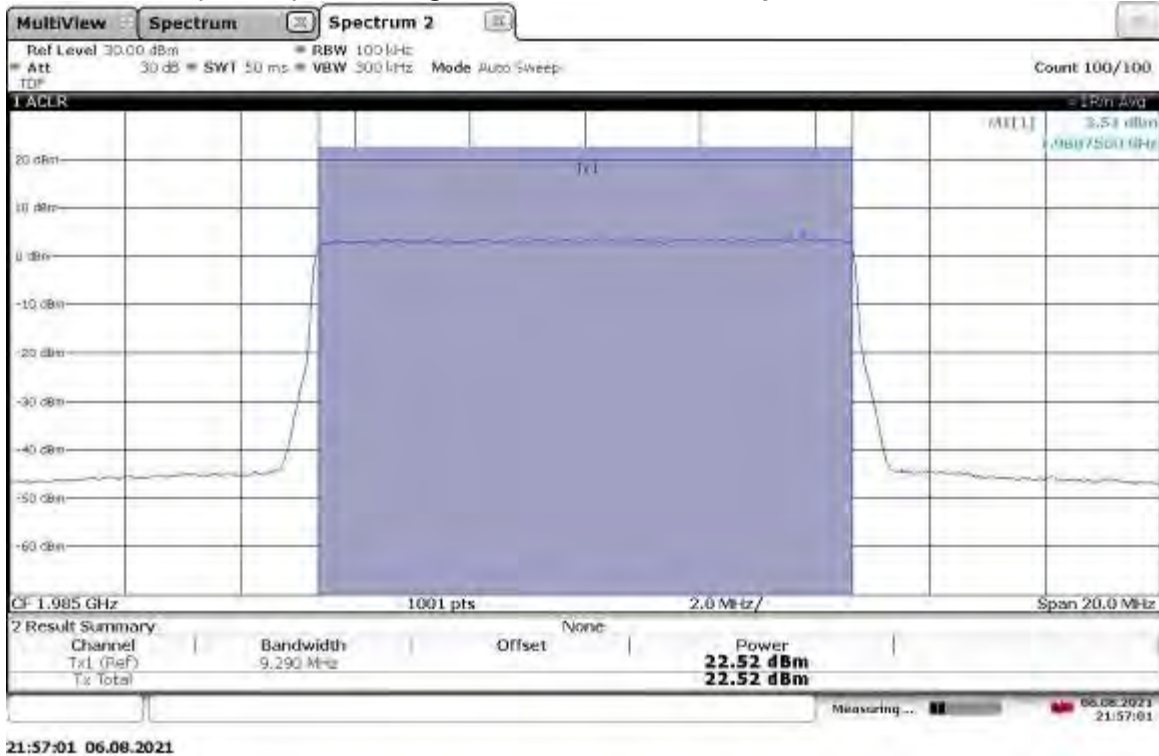 MultiView Spectrum Spectrum 2
Ref Level 30.00 dBm RBW 100 kHz
Att 30 dB SWT 50 ms VBW 300 kHz Mode Auto Sweep Count 100/100
TDF
1 ACLR 1Rm Avg
M1[1]
Tx1
20 dBm
10 dBm
0 dBm
-10 dBm
-20 dBm
-30 dBm
-40 dBm
-50 dBm
-60 dBm
CF 1.985 GHz 1001 pts 2.0 MHz/ Span 20.0 MHz
2 Result Summary None
Channel Bandwidth Offset Power
Tx1 (Ref) 9.290 MHz 22.52 dBm
Tx Total 22.52 dBm
Measuring... 06.08.2021
21:57:01
21:57:01 06.08.2021